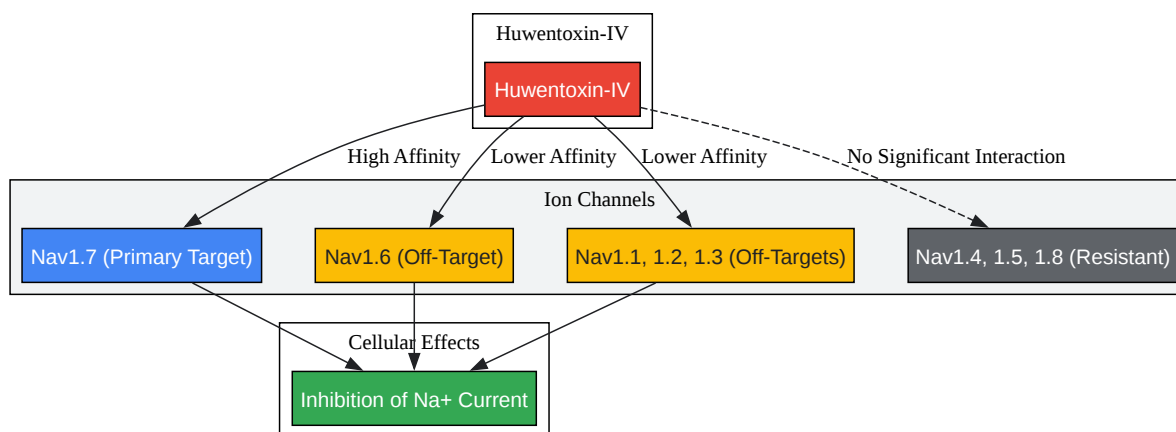 Huwentoxin-IV
Huwentoxin-IV
High Affinity
Lower Affinity
Lower Affinity
No Significant Interaction
Ion Channels
Nav1.7 (Primary Target)
Nav1.6 (Off-Target)
Nav1.1, 1.2, 1.3 (Off-Targets)
Nav1.4, 1.5, 1.8 (Resistant)
Cellular Effects
Inhibition of Na+ Current